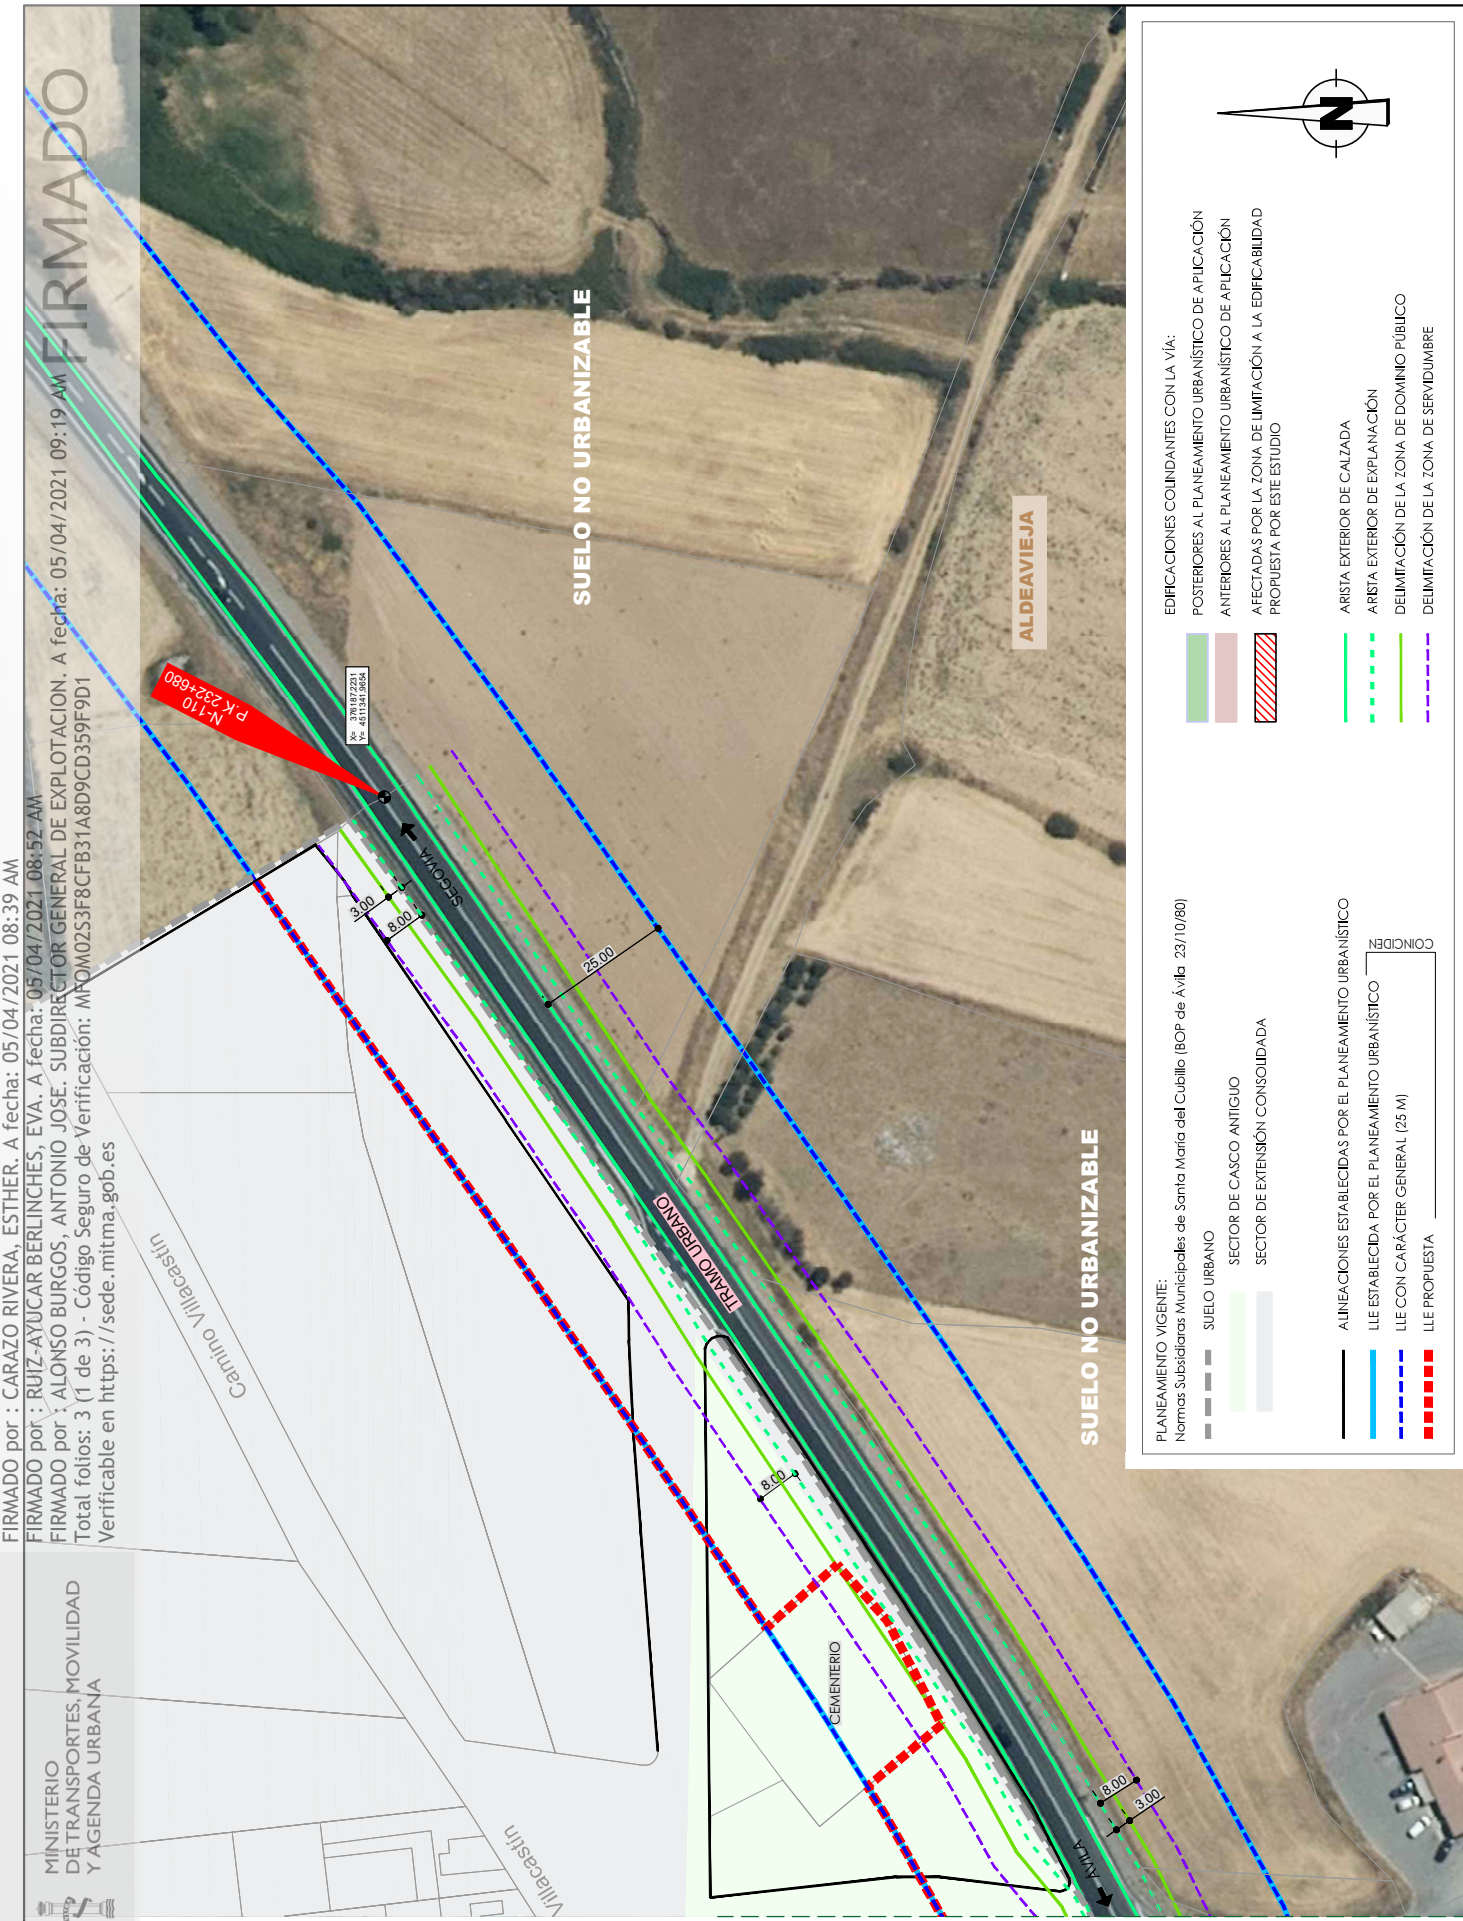 FIRMADO por : CARAZO RIVERA, ESTHER. A fecha: 05/04/2021 08:39 AM
FIRMADO por : RUIZ-AYUCAR BERLINCHES, EVA. A fecha: 05/04/2021 08:52 AM
FIRMADO por : ALONSO BURGOS, ANTONIO JOSE. SUBDIRECTOR GENERAL DE EXPLOTACION. A fecha: 05/04/2021 09:19 AM
Total folios: 3 (1 de 3) - Código Seguro de Verificación: MFOM02S3F8CFB31A8D9CD359F9D1
Verificable en https://sede.mitma.gob.es
FIRMADO
MINISTERIO
DE TRANSPORTES, MOVILIDAD
Y AGENDA URBANA
Camino Villacastín
Villacastín
N-110
P.K 232+680
X= 376187.2231
Y= 4511341.9654
SEGOVIA
3.00
8.00
25.00
TRAMO URBANO
8.00
CEMENTERIO
8.00
3.00
AVILA
SUELO NO URBANIZABLE
ALDEAVIEJA
SUELO NO URBANIZABLE
PLANEAMIENTO VIGENTE:
Normas Subsidiaras Municipales de Santa María del Cubillo (BOP de Ávila 23/10/80)
SUELO URBANO
SECTOR DE CASCO ANTIGUO
SECTOR DE EXTENSIÓN CONSOLIDADA
ALINEACIONES ESTABLECIDAS POR EL PLANEAMIENTO URBANÍSTICO
LLE ESTABLECIDA POR EL PLANEAMIENTO URBANÍSTICO
LLE CON CARÁCTER GENERAL (25 M)
LLE PROPUESTA
COINCIDEN
EDIFICACIONES COLINDANTES CON LA VÍA:
POSTERIORES AL PLANEAMIENTO URBANÍSTICO DE APLICACIÓN
ANTERIORES AL PLANEAMIENTO URBANÍSTICO DE APLICACIÓN
AFECTADAS POR LA ZONA DE LIMITACIÓN A LA EDIFICABILIDAD
PROPUESTA POR ESTE ESTUDIO
ARISTA EXTERIOR DE CALZADA
ARISTA EXTERIOR DE EXPLANACIÓN
DELIMITACIÓN DE LA ZONA DE DOMINIO PÚBLICO
DELIMITACIÓN DE LA ZONA DE SERVIDUMBRE
N